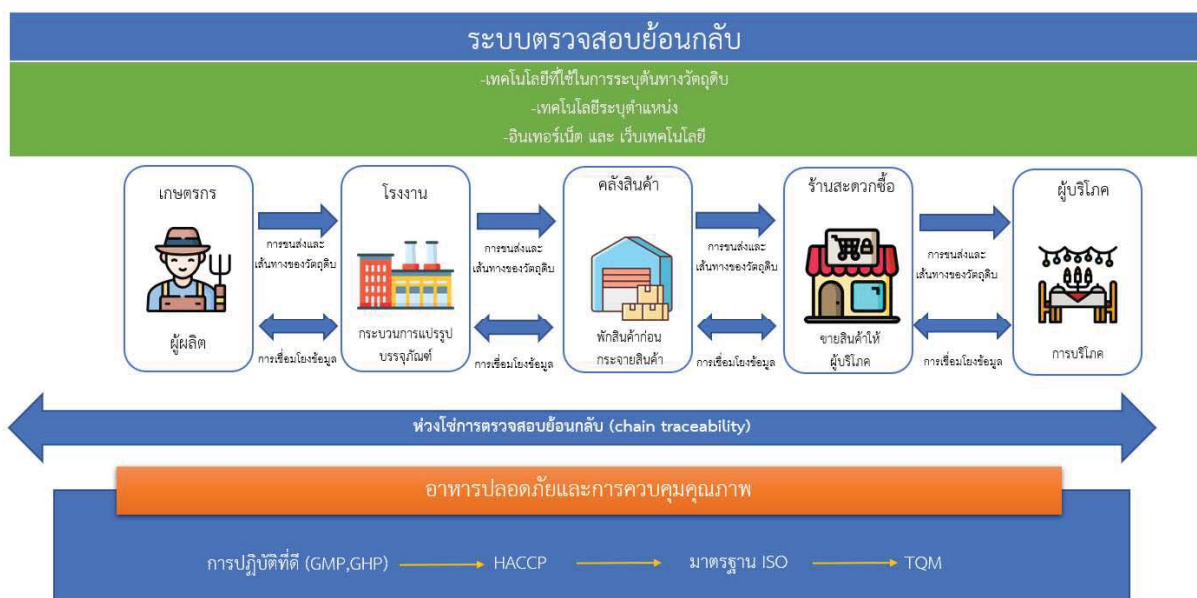 ระบบตรวจสอบย้อนกลับ
-เทคโนโลยีที่ใช้ในการระบุต้นทางวัตถุดิบ
-เทคโนโลยีระบุตำแหน่ง
-อินเทอร์เน็ต และ เว็บเทคโนโลยี
เกษตรกร
ผู้ผลิต
การขนส่งและ
เส้นทางของวัตถุดิบ
การเชื่อมโยงข้อมูล
โรงงาน
กระบวนการแปรรูป
บรรจุภัณฑ์
การขนส่งและ
เส้นทางของวัตถุดิบ
การเชื่อมโยงข้อมูล
คลังสินค้า
พักสินค้าก่อน
กระจายสินค้า
การขนส่งและ
เส้นทางของวัตถุดิบ
การเชื่อมโยงข้อมูล
ร้านสะดวกซื้อ
ขายสินค้าให้
ผู้บริโภค
การขนส่งและ
เส้นทางของวัตถุดิบ
การเชื่อมโยงข้อมูล
ผู้บริโภค
การบริโภค
ห่วงโซ่การตรวจสอบย้อนกลับ (chain traceability)
อาหารปลอดภัยและการควบคุมคุณภาพ
การปฏิบัติที่ดี (GMP,GHP)
HACCP
มาตรฐาน ISO
TQM